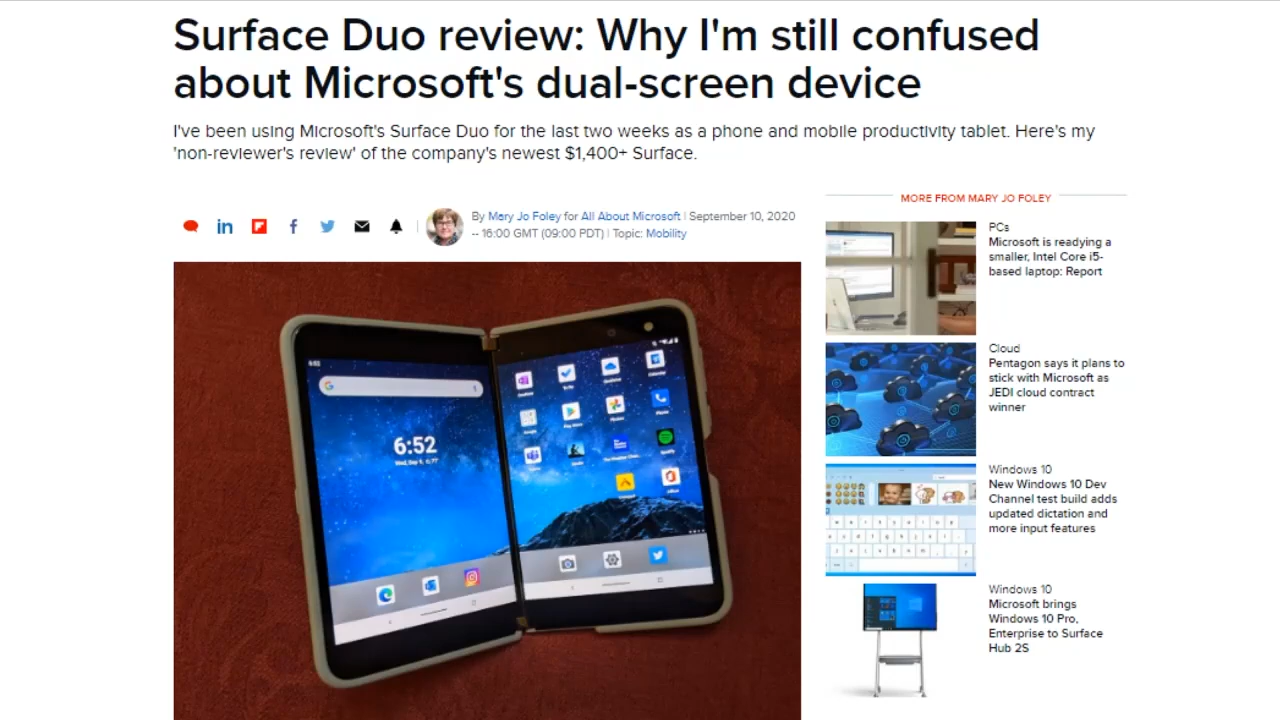 Surface Duo review: Why I'm still confused
about Microsoft's dual-screen device
I've been using Microsoft's Surface Duo for the last two weeks as a phone and mobile productivity tablet. Here's my
'non-reviewer's review' of the company's newest $1,400+ Surface.
By Mary Jo Foley for All About Microsoft | September 10, 2020
-- 16:00 GMT (09:00 PDT) | Topic: Mobility
6:52
MORE FROM MARY JO FOLEY
PCs
Microsoft is readying a
smaller, Intel Core i5-
based laptop: Report
Cloud
Pentagon says it plans to
stick with Microsoft as
JEDI cloud contract
winner
Windows 10
New Windows 10 Dev
Channel test build adds
updated dictation and
more input features
Windows 10
Microsoft brings
Windows 10 Pro,
Enterprise to Surface
Hub 2S